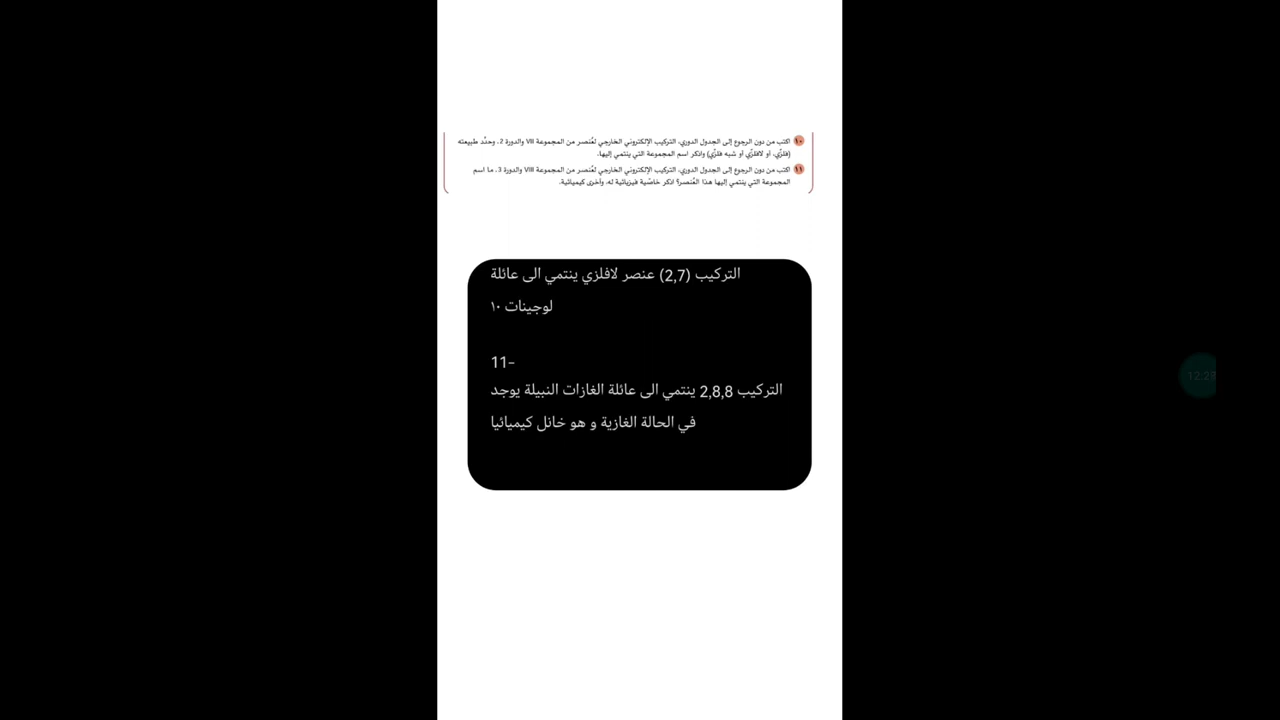 ١٠ اكتب من دون الرجوع إلى الجدول الدوري، التركيب الإلكتروني الخارجي لعُنصر من المجموعة VII والدورة 2، وحدِّد طبيعته
(فلزّي، أو لافلزّي أو شبه فلزّي) واذكر اسم المجموعة التي ينتمي إليها.
١١ اكتب من دون الرجوع إلى الجدول الدوري، التركيب الإلكتروني الخارجي لعُنصر من المجموعة VIII والدورة 3. ما اسم
المجموعة التي ينتمي إليها هذا العُنصر؟ اذكر خاصّية فيزيائية له، وأخرى كيميائية.
التركيب (2,7) عنصر لافلزي ينتمي الى عائلة
لوجينات ١٠
11-
التركيب 2,8,8 ينتمي الى عائلة الغازات النبيلة يوجد
في الحالة الغازية و هو خانل كيميائيا
12:27